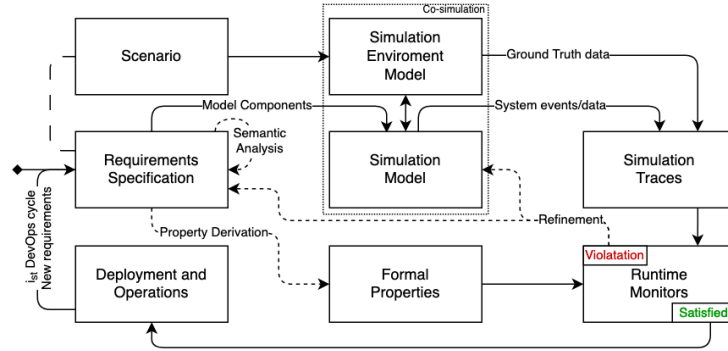 Co-simulation
Scenario
Simulation
Enviroment
Model
Ground Truth data
Model Components
System events/data
Semantic
Analysis
Requirements
Specification
Simulation
Model
Simulation
Traces
i_st DevOps cycle
New requirements
Property Derivation
Refinement
Deployment and
Operations
Formal
Properties
Violatation
Runtime
Monitors
Satisfied